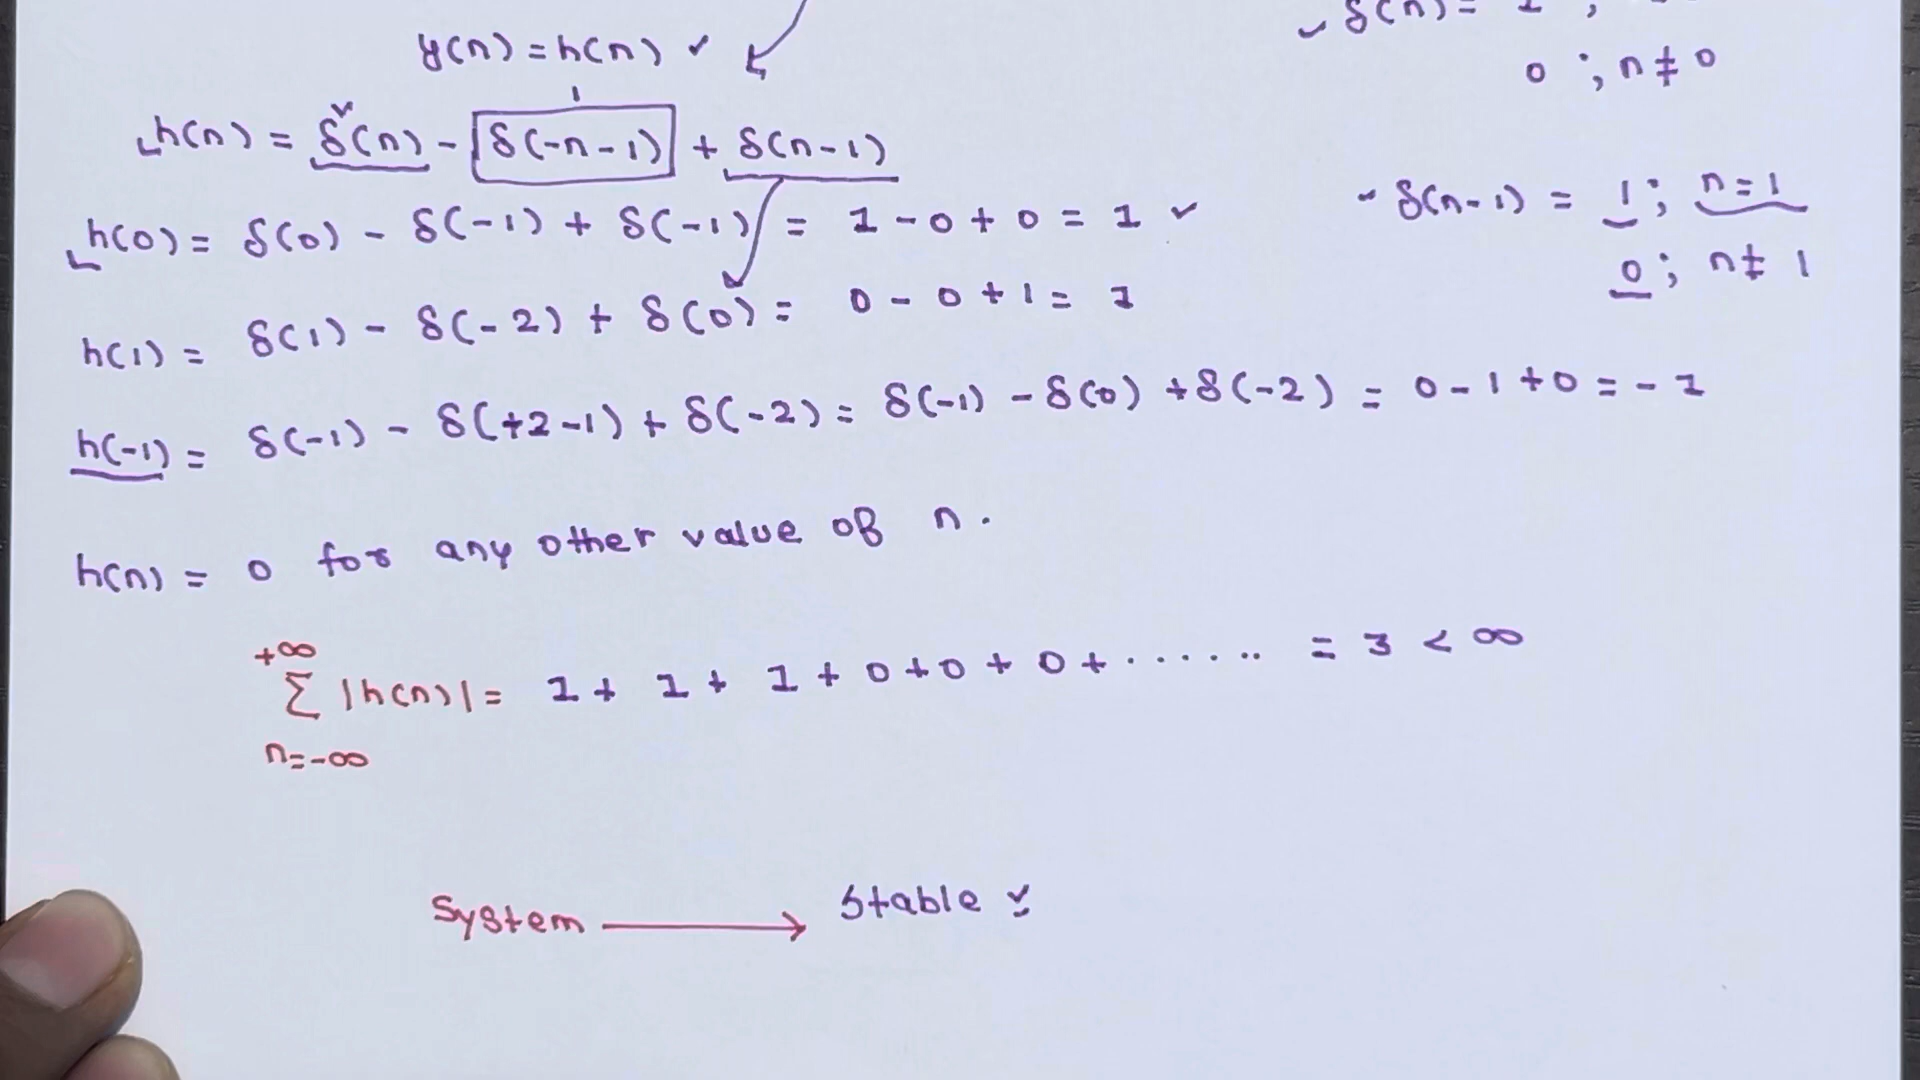 y(n) = h(n) ✓
δ(n) = 1 ;
0 ; n ≠ 0
h(n) = δ(n) - δ(-n-1) + δ(n-1)
δ(n-1) = 1 ; n=1
0 ; n ≠ 1
h(0) = δ(0) - δ(-1) + δ(-1) = 1 - 0 + 0 = 1 ✓
h(1) = δ(1) - δ(-2) + δ(0) = 0 - 0 + 1 = 1
h(-1) = δ(-1) - δ(+2-1) + δ(-2) = δ(-1) - δ(0) + δ(-2) = 0 - 1 + 0 = -1
h(n) = 0 for any other value of n.
+∞
Σ |h(n)| = 1 + 1 + 1 + 0 + 0 + 0 + ....... = 3 < ∞
n=-∞
System ⟶ Stable ✓